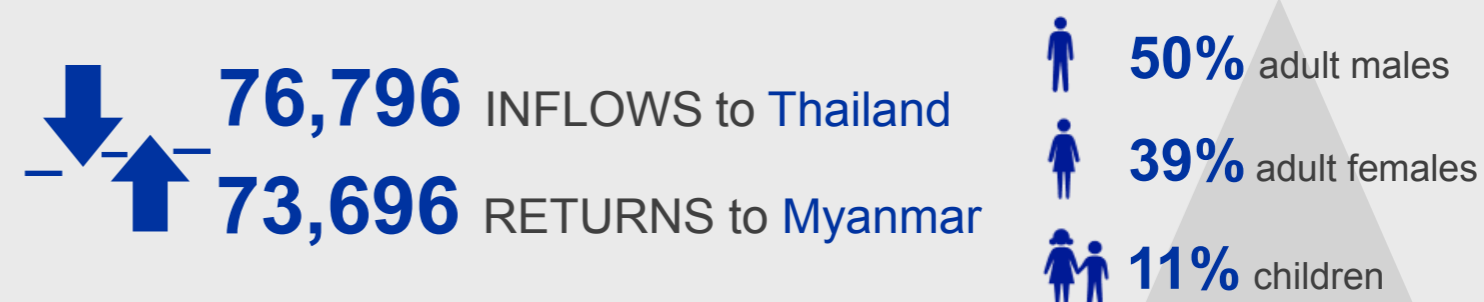 76,796 INFLOWS to Thailand
73,696 RETURNS to Myanmar
50% adult males
39% adult females
11% children